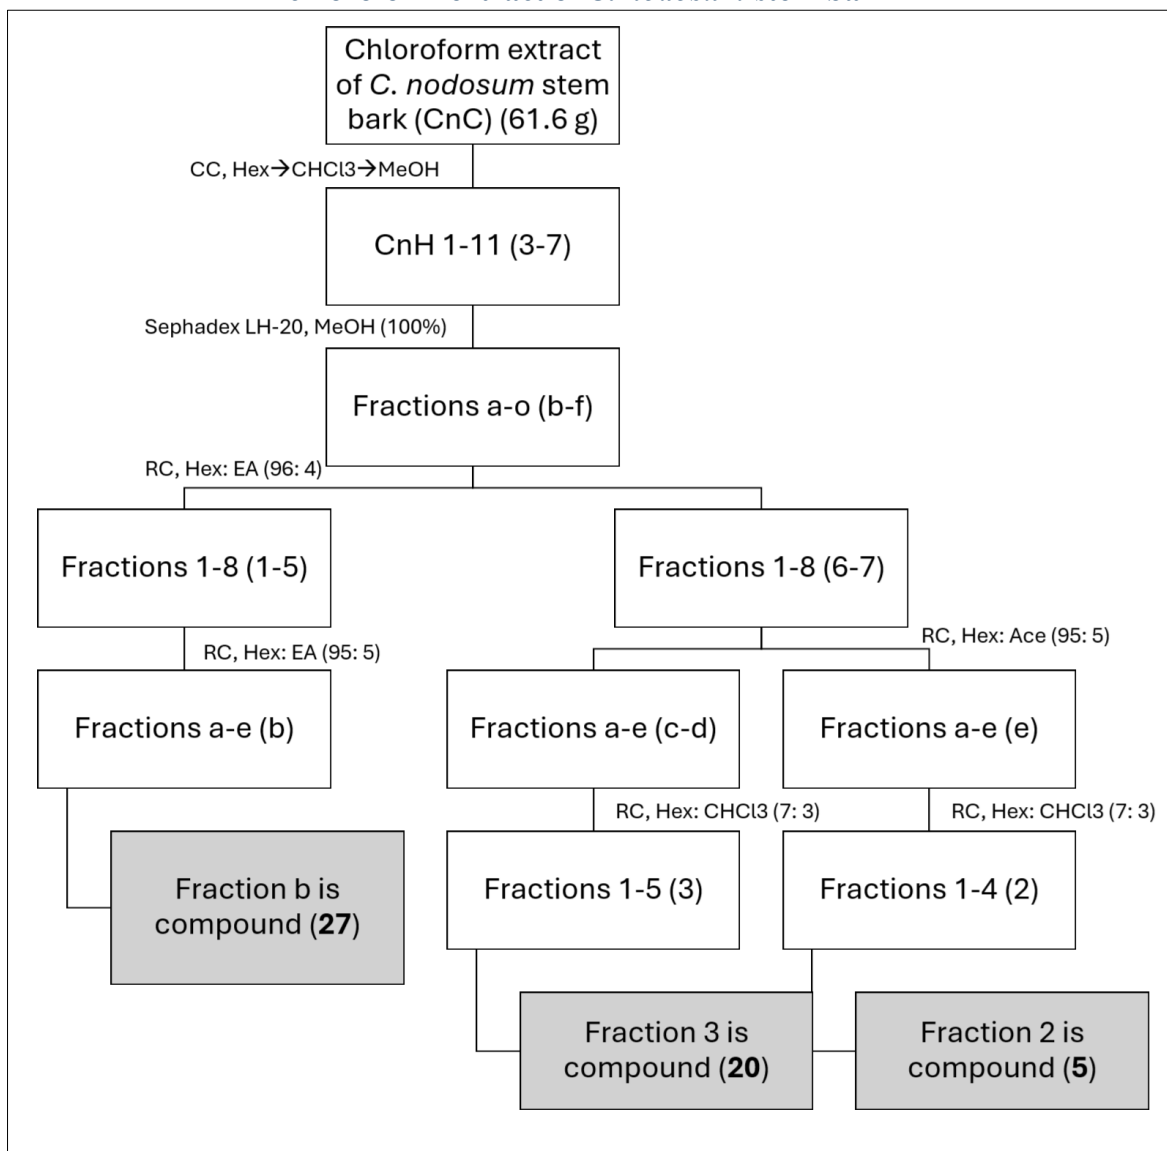 Chloroform extract
of C. nodosum stem
bark (CnC) (61.6 g)
CC, Hex→CHCl3→MeOH
CnH 1-11 (3-7)
Sephadex LH-20, MeOH (100%)
Fractions a-o (b-f)
RC, Hex: EA (96: 4)
Fractions 1-8 (1-5)
Fractions 1-8 (6-7)
RC, Hex: EA (95: 5)
RC, Hex: Ace (95: 5)
Fractions a-e (b)
Fractions a-e (c-d)
Fractions a-e (e)
RC, Hex: CHCl3 (7: 3)
RC, Hex: CHCl3 (7: 3)
Fraction b is
compound (27)
Fractions 1-5 (3)
Fractions 1-4 (2)
Fraction 3 is
compound (20)
Fraction 2 is
compound (5)